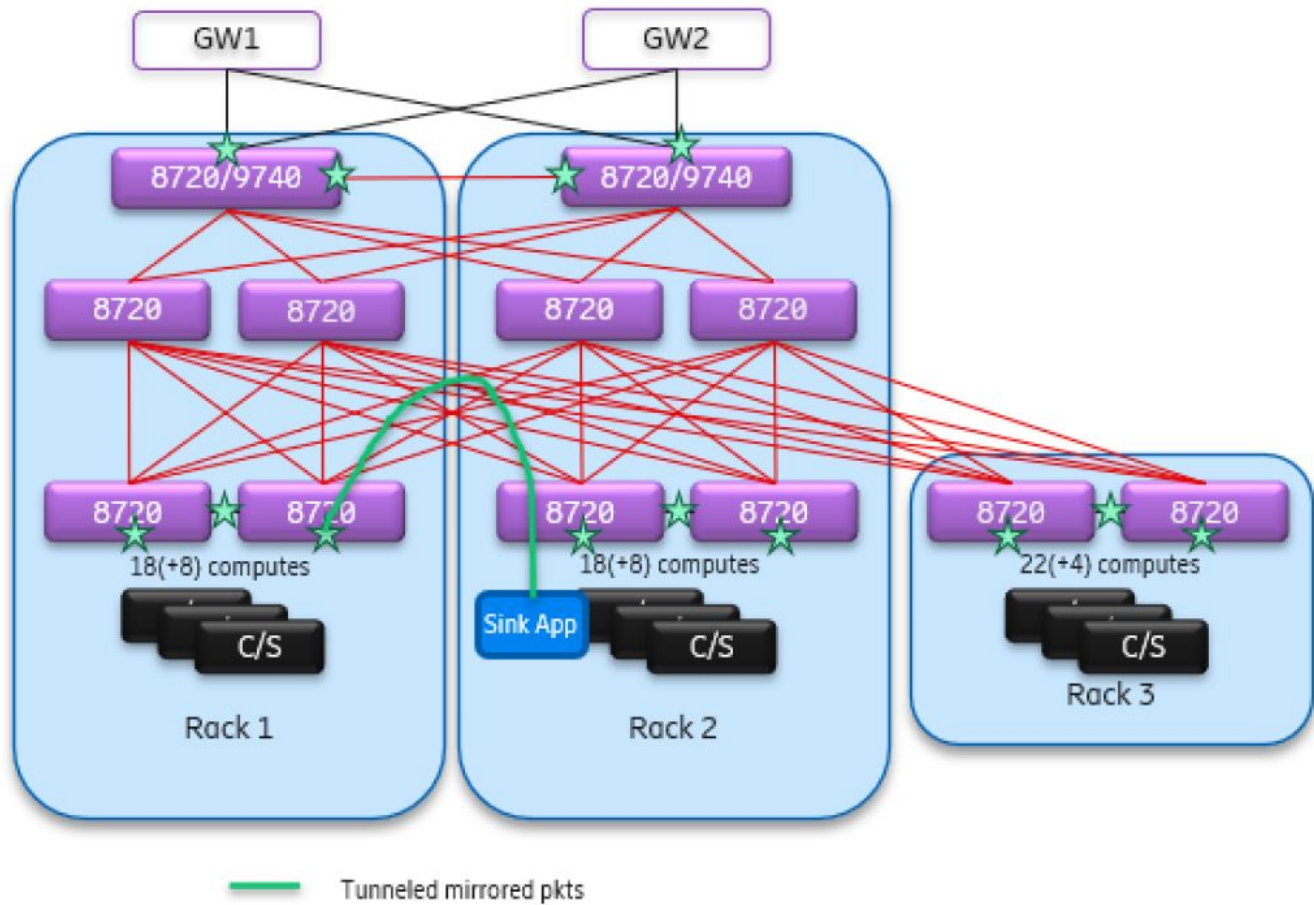 GW1
GW2
8720/9740
8720/9740
8720
8720
8720
8720
8720
8720
8720
8720
8720
8720
18(+8) computes
18(+8) computes
22(+4) computes
Sink App
C/S
C/S
C/S
Rack 1
Rack 2
Rack 3
Tunneled mirrored pkts